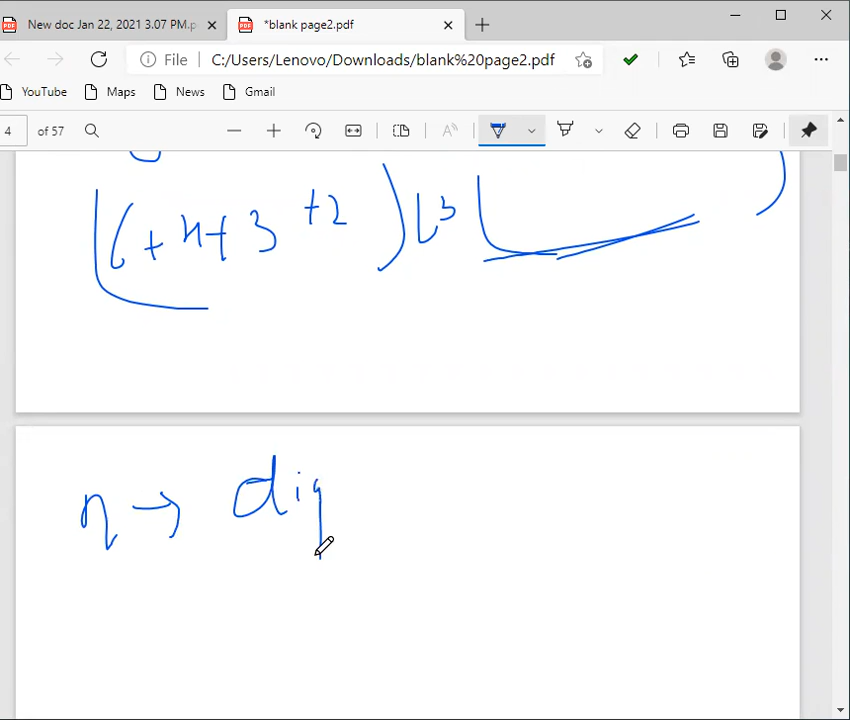 New doc Jan 22, 2021 3.07 PM.p
*blank page2.pdf
File C:/Users/Lenovo/Downloads/blank%20page2.pdf
YouTube Maps News Gmail
4 of 57
(6+4+3+2) 13
n → dig